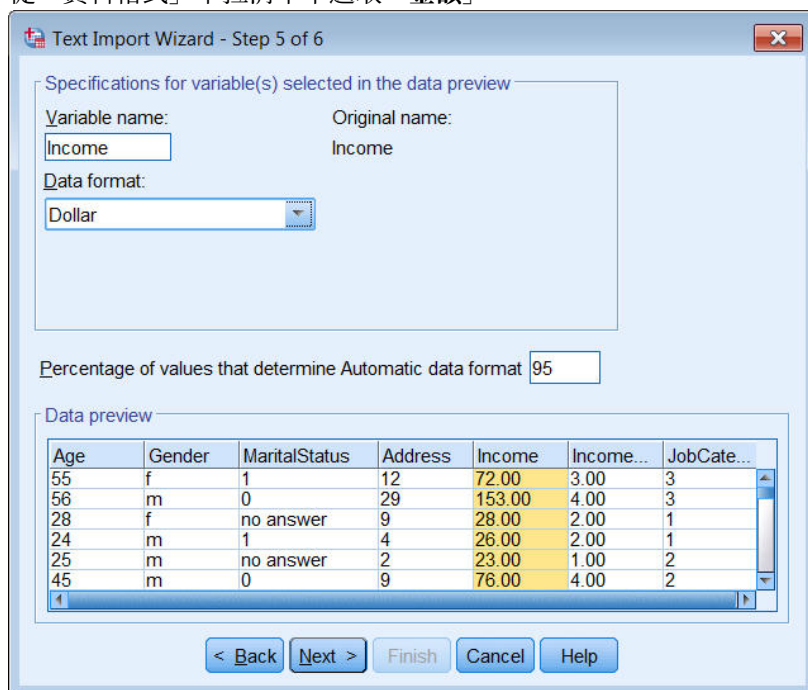 Text Import Wizard - Step 5 of 6
Specifications for variable(s) selected in the data preview
Variable name: Original name:
Income Income
Data format:
Dollar
Percentage of values that determine Automatic data format 95
Data preview
Age Gender MaritalStatus Address Income Income... JobCate...
55 f 1 12 72.00 3.00 3
56 m 0 29 153.00 4.00 3
28 f no answer 9 28.00 2.00 1
24 m 1 4 26.00 2.00 1
25 m no answer 2 23.00 1.00 2
45 m 0 9 76.00 4.00 2
< Back Next > Finish Cancel Help